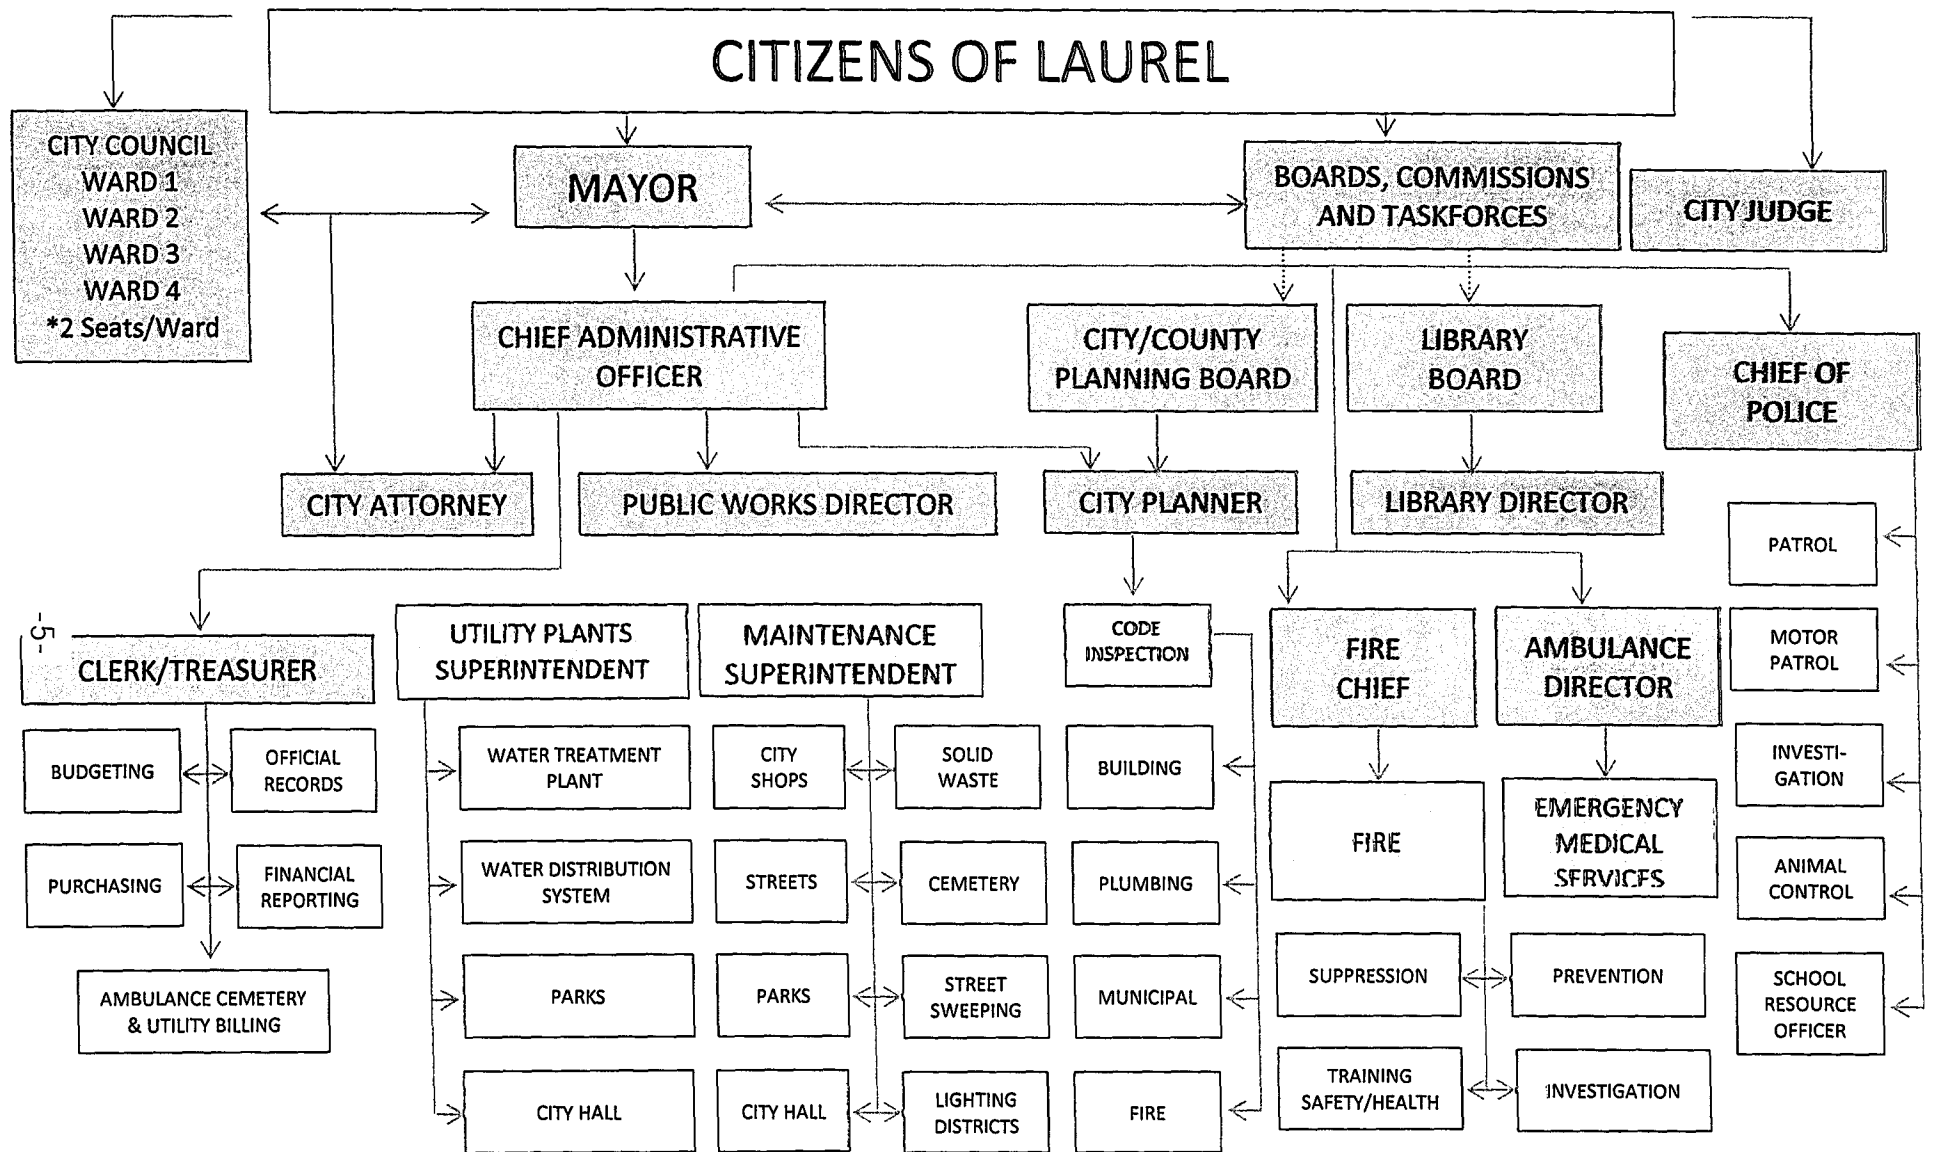 CITIZENS OF LAUREL
CITY COUNCIL
WARD 1
WARD 2
WARD 3
WARD 4
*2 Seats/Ward
MAYOR
BOARDS, COMMISSIONS
AND TASKFORCES
CITY JUDGE
CHIEF ADMINISTRATIVE
OFFICER
CITY/COUNTY
PLANNING BOARD
LIBRARY
BOARD
CHIEF OF
POLICE
CITY ATTORNEY
PUBLIC WORKS DIRECTOR
CITY PLANNER
LIBRARY DIRECTOR
-5-
CLERK/TREASURER
UTILITY PLANTS
SUPERINTENDENT
MAINTENANCE
SUPERINTENDENT
CODE
INSPECTION
FIRE
CHIEF
AMBULANCE
DIRECTOR
PATROL
MOTOR
PATROL
INVESTI-
GATION
ANIMAL
CONTROL
SCHOOL
RESOURCE
OFFICER
BUDGETING
OFFICIAL
RECORDS
PURCHASING
FINANCIAL
REPORTING
AMBULANCE CEMETERY
& UTILITY BILLING
WATER TREATMENT
PLANT
WATER DISTRIBUTION
SYSTEM
PARKS
CITY HALL
CITY
SHOPS
SOLID
WASTE
STREETS
CEMETERY
PARKS
STREET
SWEEPING
CITY HALL
LIGHTING
DISTRICTS
BUILDING
PLUMBING
MUNICIPAL
FIRE
FIRE
EMERGENCY
MEDICAL
SERVICES
SUPPRESSION
PREVENTION
TRAINING
SAFETY/HEALTH
INVESTIGATION